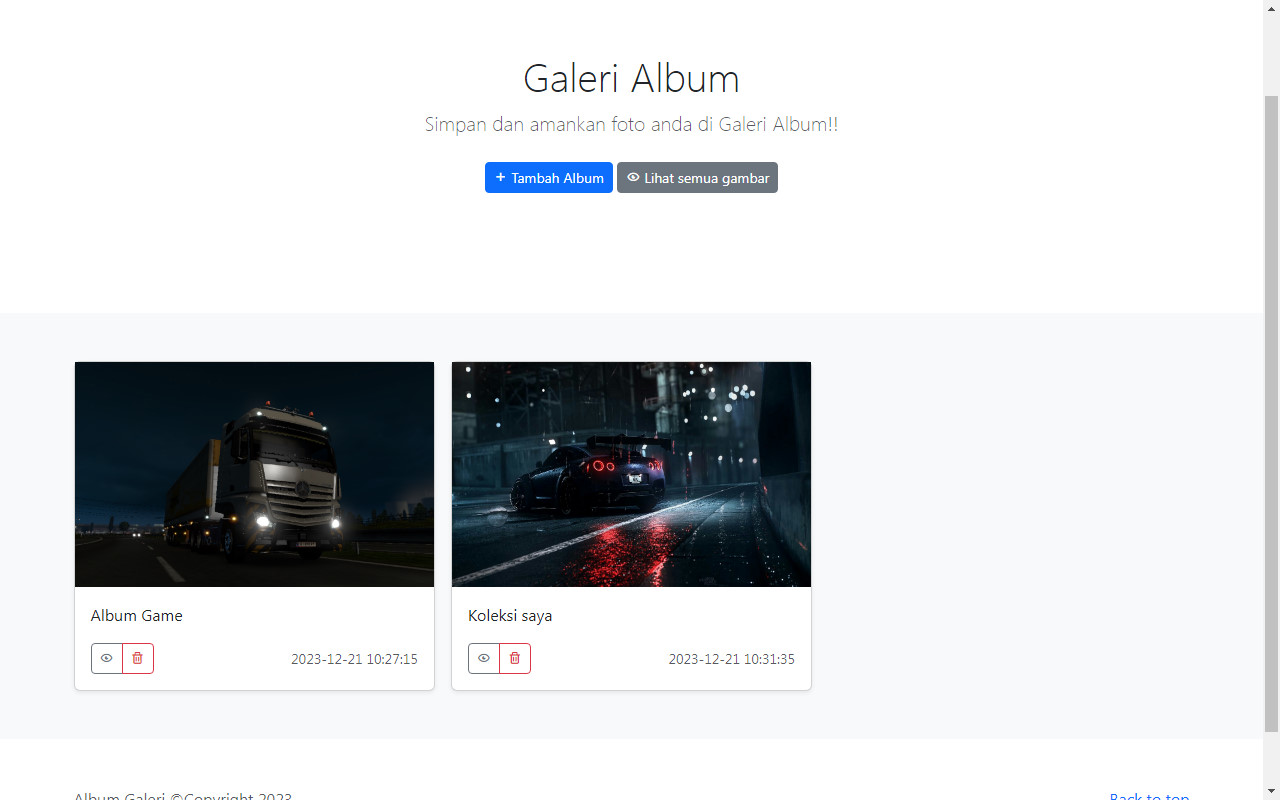 Galeri Album
Simpan dan amankan foto anda di Galeri Album!!
+ Tambah Album
Lihat semua gambar
Album Game
2023-12-21 10:27:15
Koleksi saya
2023-12-21 10:31:35
Album Galeri ©Copyright 2023
Back to top